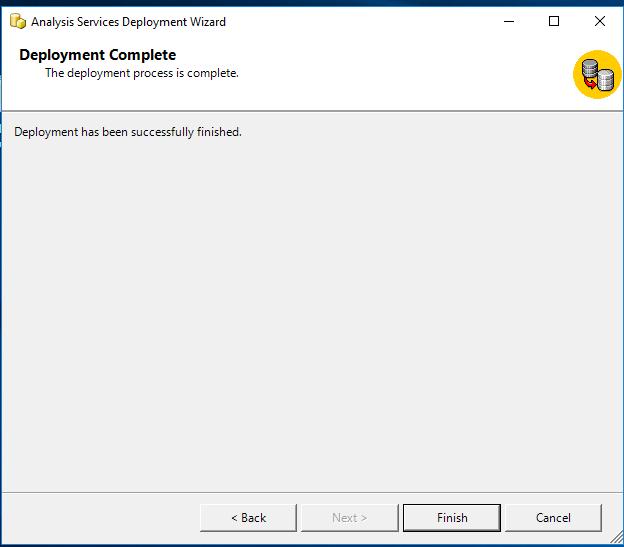 Analysis Services Deployment Wizard
Deployment Complete
The deployment process is complete.
Deployment has been successfully finished.
< Back
Next >
Finish
Cancel